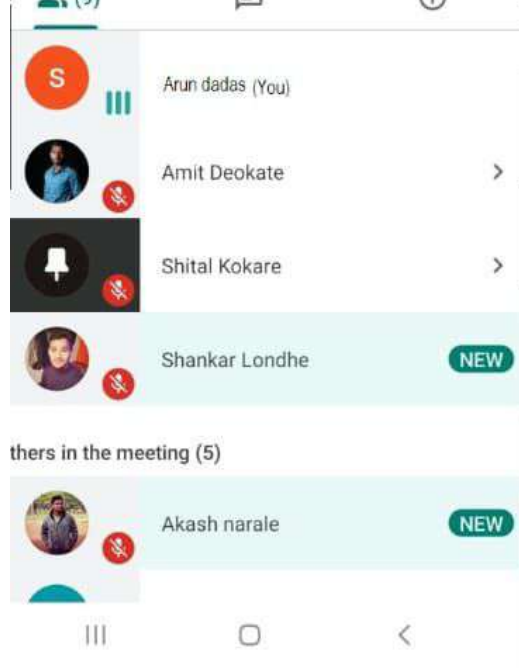 S
Arun dadas (You)
Amit Deokate
Shital Kokare
Shankar Londhe NEW
thers in the meeting (5)
Akash narale NEW